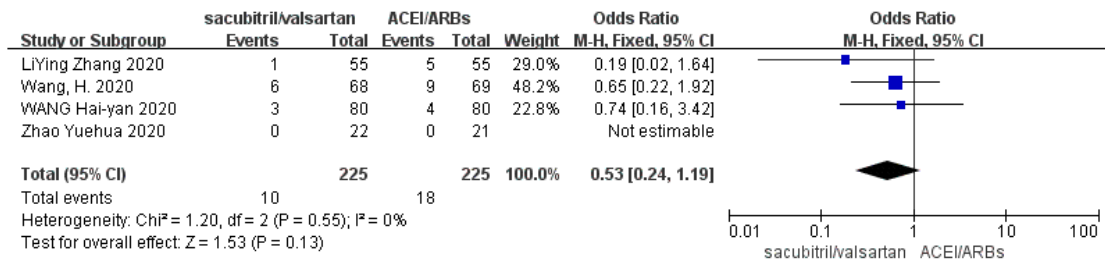 sacubitril/valsartan ACEI/ARBs Odds Ratio Odds Ratio
Study or Subgroup Events Total Events Total Weight M-H, Fixed, 95% CI M-H, Fixed, 95% CI
LiYing Zhang 2020 1 55 5 55 29.0% 0.19 [0.02, 1.64]
Wang, H. 2020 6 68 9 69 48.2% 0.65 [0.22, 1.92]
WANG Hai-yan 2020 3 80 4 80 22.8% 0.74 [0.16, 3.42]
Zhao Yuehua 2020 0 22 0 21 Not estimable
Total (95% CI) 225 225 100.0% 0.53 [0.24, 1.19]
Total events 10 18
Heterogeneity: Chi² = 1.20, df = 2 (P = 0.55); I² = 0%
Test for overall effect: Z = 1.53 (P = 0.13)
0.01 0.1 1 10 100
sacubitril/valsartan ACEI/ARBs